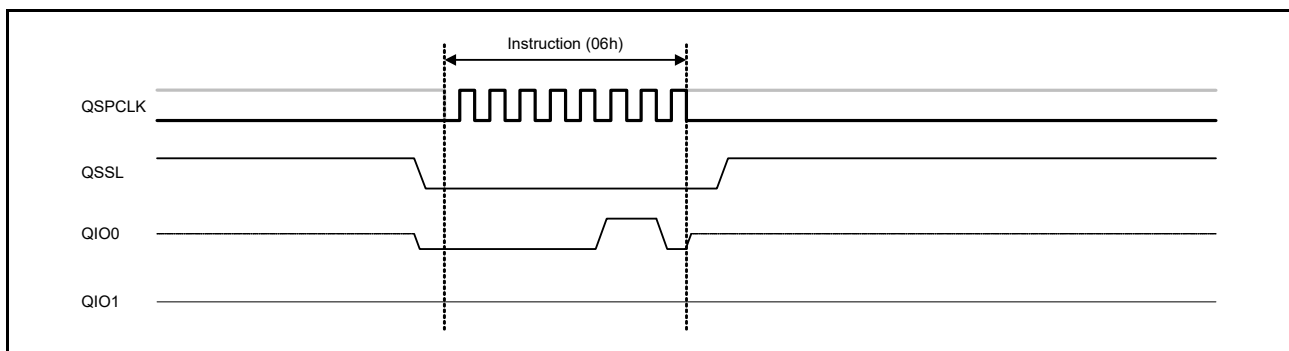 Instruction (06h)
QSPCLK
QSSL
QIO0
QIO1